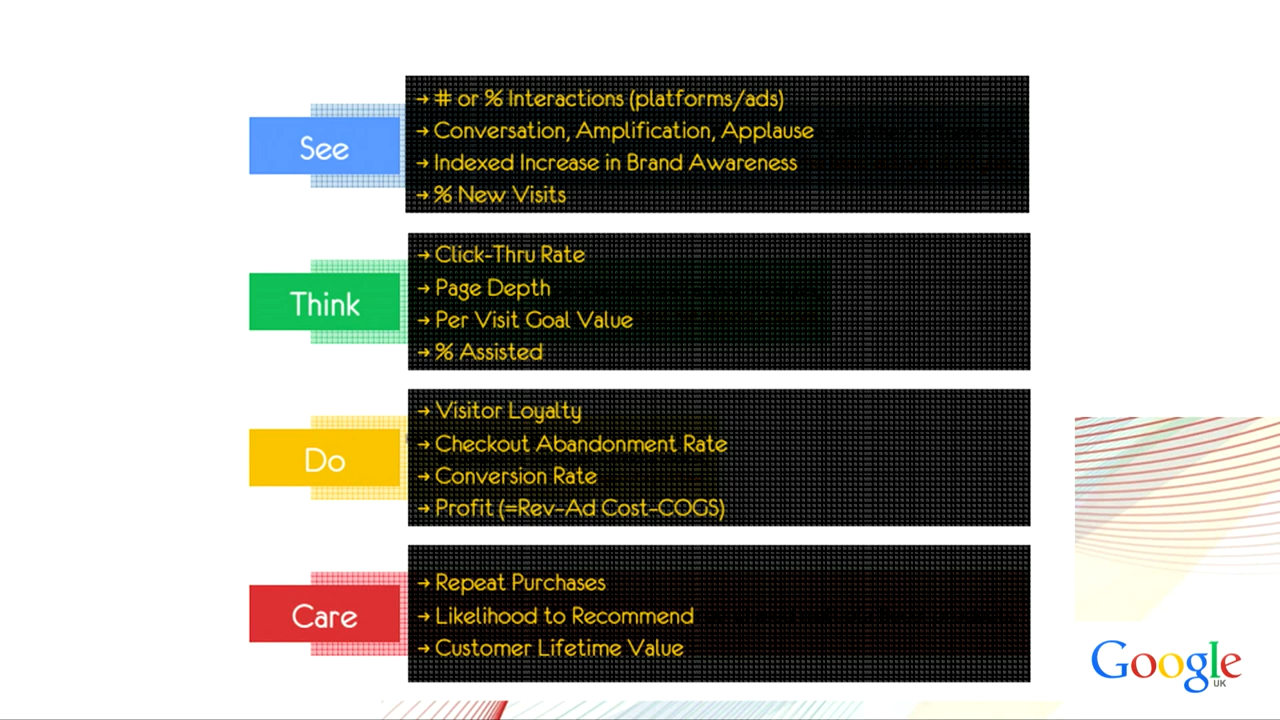 See
→ # or % Interactions (platforms/ads)
→ Conversation, Amplification, Applause
→ Indexed Increase in Brand Awareness
→ % New Visits
Think
→ Click-Thru Rate
→ Page Depth
→ Per Visit Goal Value
→ % Assisted
Do
→ Visitor Loyalty
→ Checkout Abandonment Rate
→ Conversion Rate
→ Profit (=Rev-Ad Cost-COGS)
Care
→ Repeat Purchases
→ Likelihood to Recommend
→ Customer Lifetime Value
Google
UK